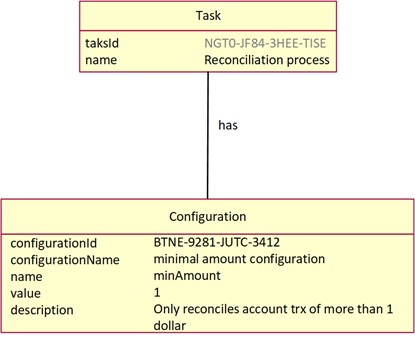 Task
taksId NGT0-JF84-3HEE-TISE
name Reconciliation process
has
Configuration
configurationId BTNE-9281-JUTC-3412
configurationName minimal amount configuration
name minAmount
value 1
description Only reconciles account trx of more than 1
dollar